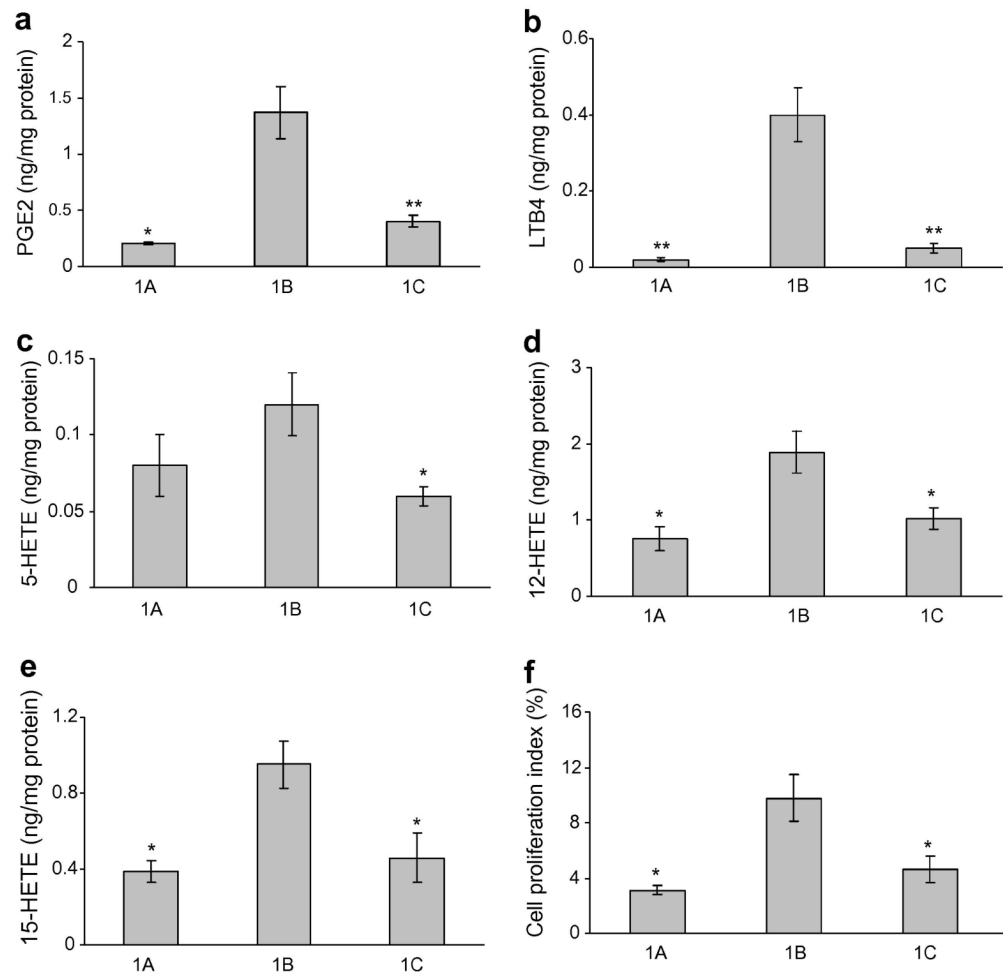 a
PGE2 (ng/mg protein)
2
1.5
1
0.5
0
*
**
1A 1B 1C
b
LTB4 (ng/mg protein)
0.6
0.4
0.2
0
**
**
1A 1B 1C
c
5-HETE (ng/mg protein)
0.15
0.1
0.05
0
*
1A 1B 1C
d
12-HETE (ng/mg protein)
3
2
1
0
*
*
1A 1B 1C
e
15-HETE (ng/mg protein)
1.2
0.8
0.4
0
*
*
1A 1B 1C
f
Cell proliferation index (%)
16
12
8
4
0
*
*
1A 1B 1C